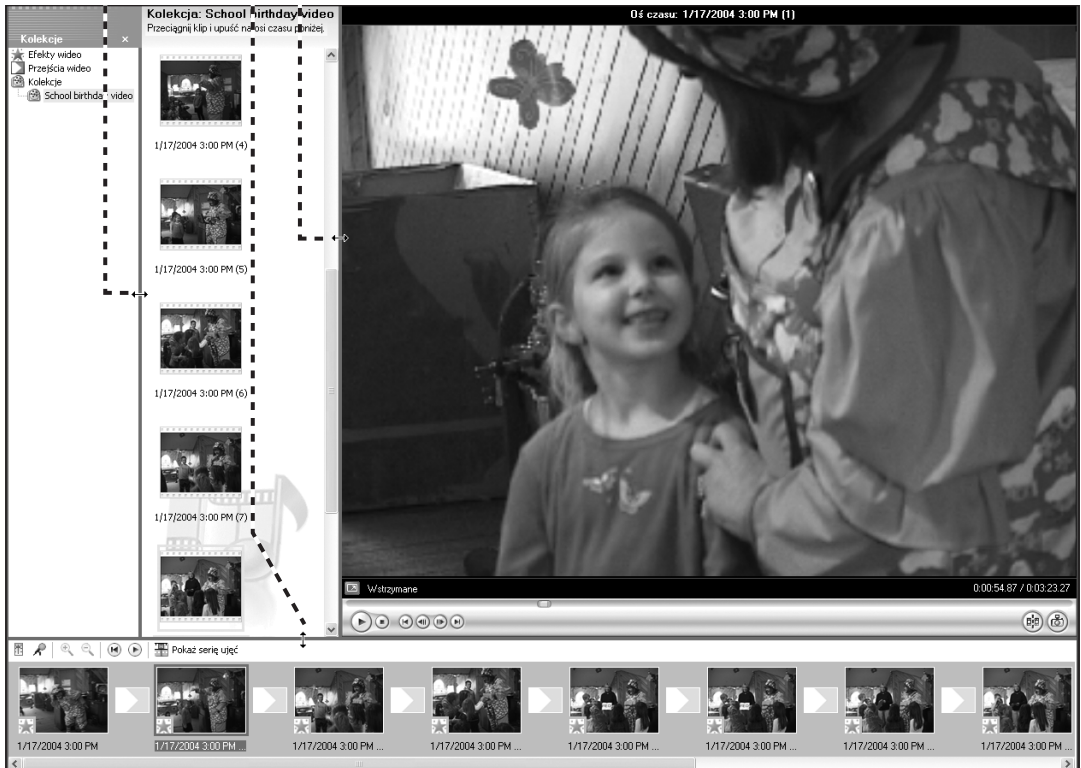 Kolekcje
×
Efekty wideo
Przejścia wideo
Kolekcje
School birthday video
Kolekcja: School birthday video
Przeciągnij klip i upuść na osi czasu poniżej.
1/17/2004 3:00 PM (4)
1/17/2004 3:00 PM (5)
1/17/2004 3:00 PM (6)
1/17/2004 3:00 PM (7)
Oś czasu: 1/17/2004 3:00 PM (1)
Wstrzymane
0:00:54.87 / 0:03:23.27
Pokaż serię ujęć
1/17/2004 3:00 PM
1/17/2004 3:00 PM ...
1/17/2004 3:00 PM ...
1/17/2004 3:00 PM ...
1/17/2004 3:00 PM ...
1/17/2004 3:00 PM ...
1/17/2004 3:00 PM ...
1/17/2004 3:00 PM ...